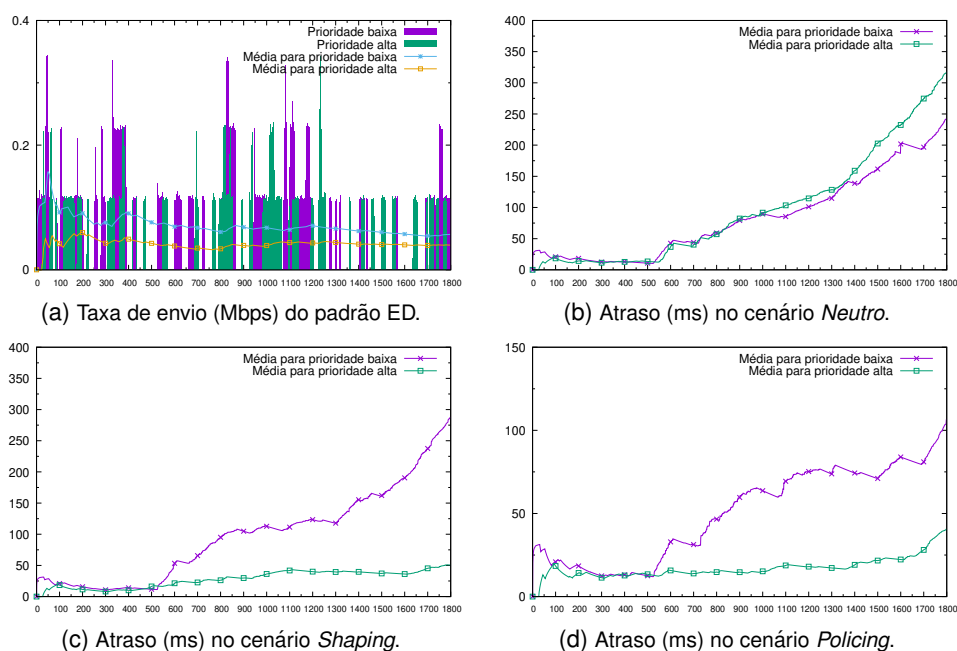 0.4
0.2
0
Prioridade baixa
Prioridade alta
Média para prioridade baixa
Média para prioridade alta
0 100 200 300 400 500 600 700 800 900 1000 1100 1200 1300 1400 1500 1600 1700 1800
(a) Taxa de envio (Mbps) do padrão ED.
400
350
300
250
200
150
100
50
0
Média para prioridade baixa
Média para prioridade alta
0 100 200 300 400 500 600 700 800 900 1000 1100 1200 1300 1400 1500 1600 1700 1800
(b) Atraso (ms) no cenário Neutro.
400
350
300
250
200
150
100
50
0
Média para prioridade baixa
Média para prioridade alta
0 100 200 300 400 500 600 700 800 900 1000 1100 1200 1300 1400 1500 1600 1700 1800
(c) Atraso (ms) no cenário Shaping.
150
100
50
0
Média para prioridade baixa
Média para prioridade alta
0 100 200 300 400 500 600 700 800 900 1000 1100 1200 1300 1400 1500 1600 1700 1800
(d) Atraso (ms) no cenário Policing.